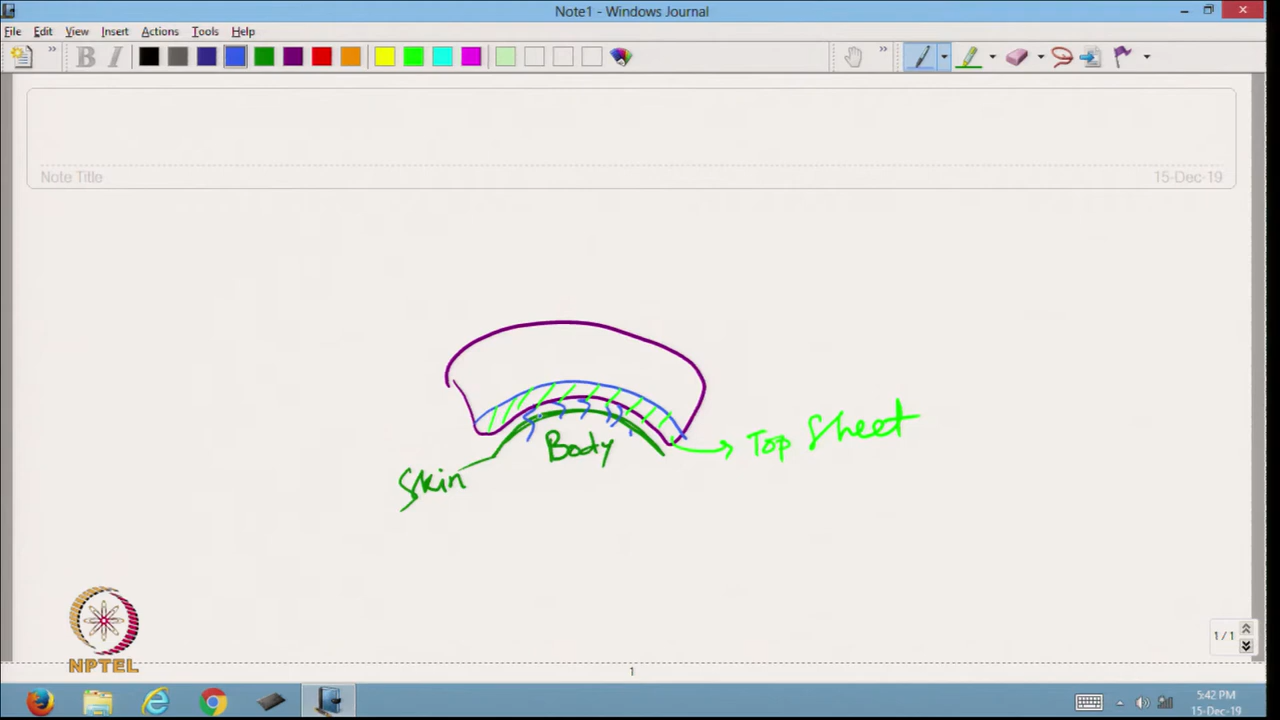 Note1 - Windows Journal
File Edit View Insert Actions Tools Help
B I
Note Title
15-Dec-19
Body
Top Sheet
Skin
NPTEL
1 / 1
1
5:42 PM
15-Dec-19